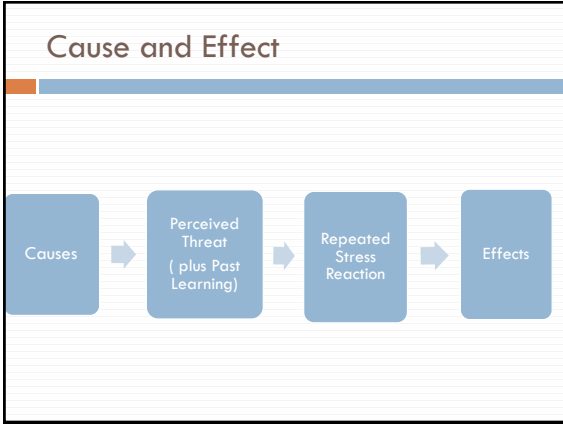 Cause and Effect
Causes
Perceived
Threat
( plus Past
Learning)
Repeated
Stress
Reaction
Effects